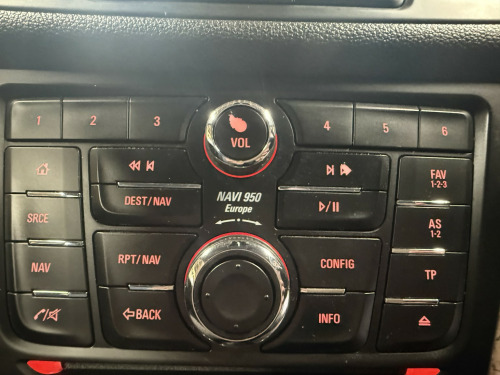 1
2
3
4
5
6
VOL
FAV
1-2-3
DEST/NAV
NAVI 950
Europe
SRCE
AS
1-2
NAV
RPT/NAV
CONFIG
TP
BACK
INFO